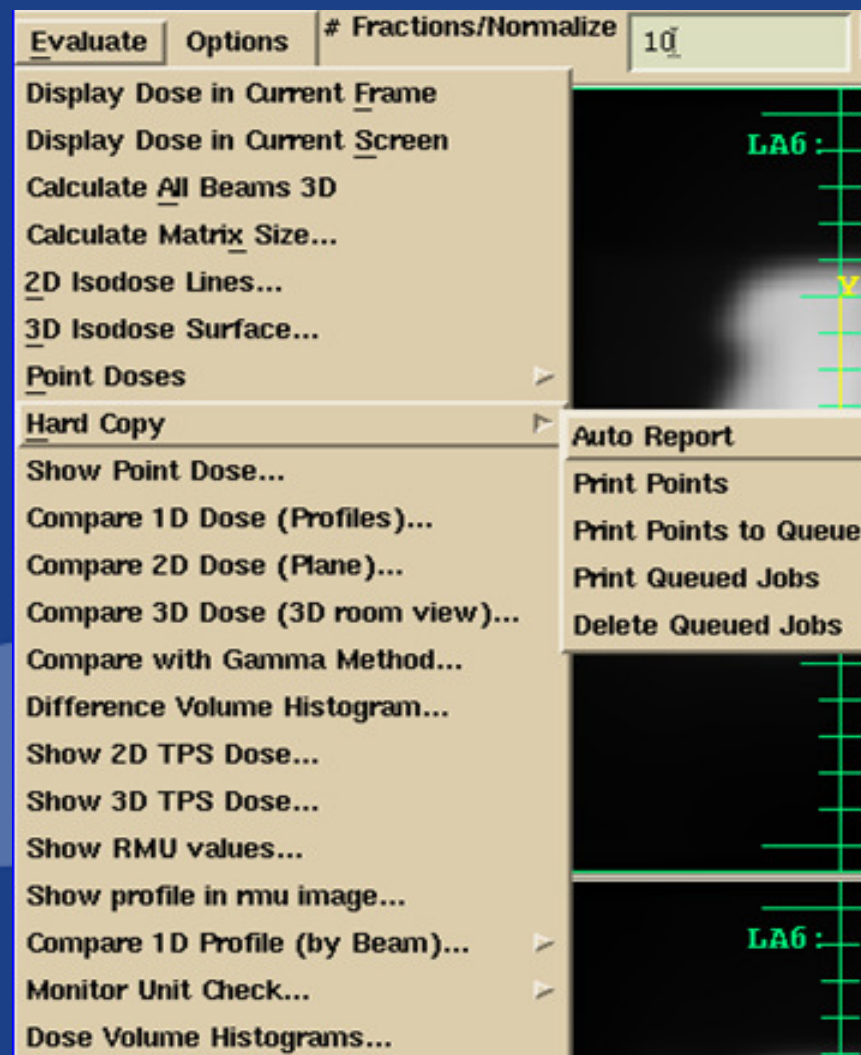 Evaluate Options # Fractions/Normalize 10
Display Dose in Current Frame
Display Dose in Current Screen
Calculate All Beams 3D
Calculate Matrix Size...
2D Isodose Lines...
3D Isodose Surface...
Point Doses
Hard Copy
Show Point Dose...
Compare 1D Dose (Profiles)...
Compare 2D Dose (Plane)...
Compare 3D Dose (3D room view)...
Compare with Gamma Method...
Difference Volume Histogram...
Show 2D TPS Dose...
Show 3D TPS Dose...
Show RMU values...
Show profile in rmu image...
Compare 1D Profile (by Beam)...
Monitor Unit Check...
Dose Volume Histograms...
Auto Report
Print Points
Print Points to Queue
Print Queued Jobs
Delete Queued Jobs
LA6:
Y
LA6: